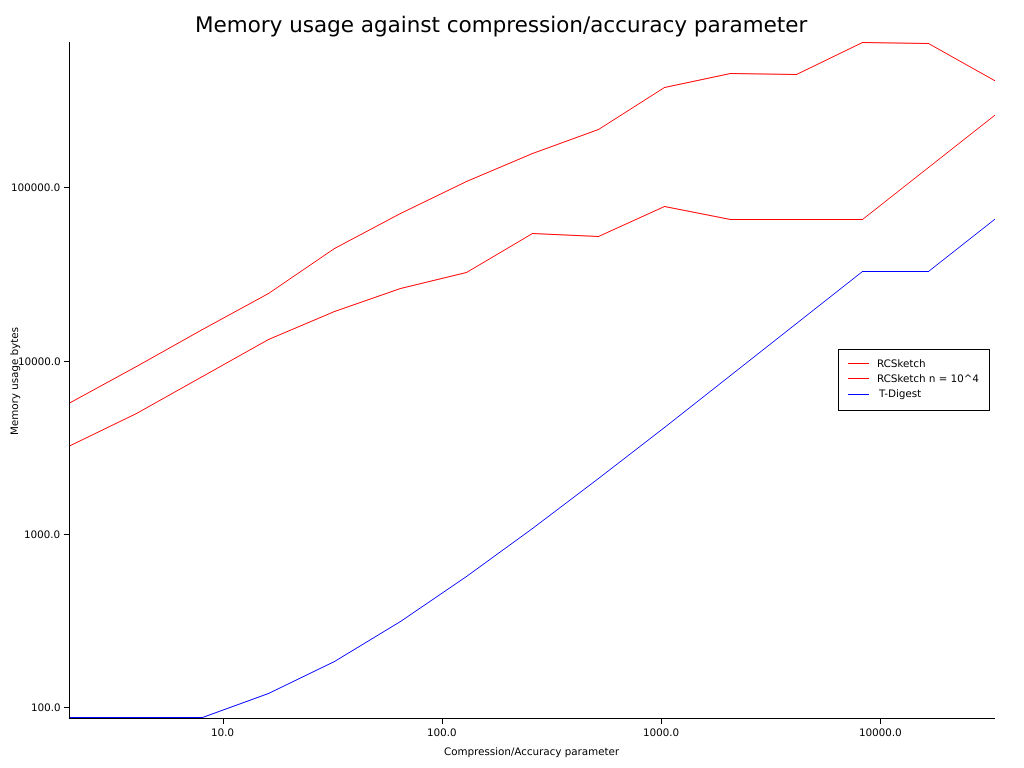 Memory usage against compression/accuracy parameter
Memory usage bytes
100000.0
10000.0
1000.0
100.0
10.0
100.0
1000.0
10000.0
Compression/Accuracy parameter
RCSketch
RCSketch n = 10^4
T-Digest